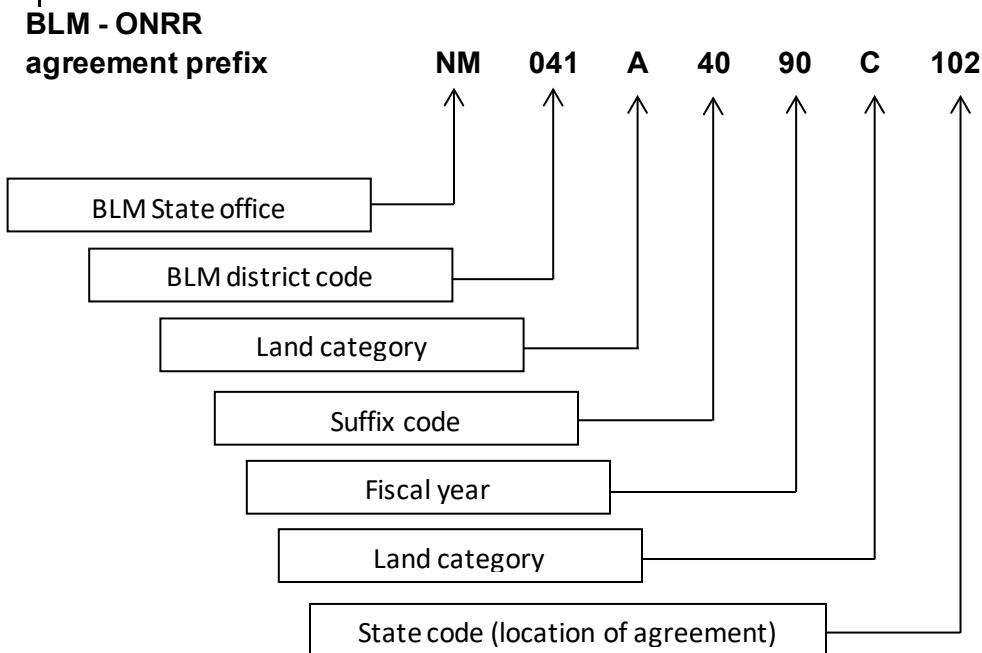 BLM - ONRR
agreement prefix NM 041 A 40 90 C 102
BLM State office
BLM district code
Land category
Suffix code
Fiscal year
Land category
State code (location of agreement)